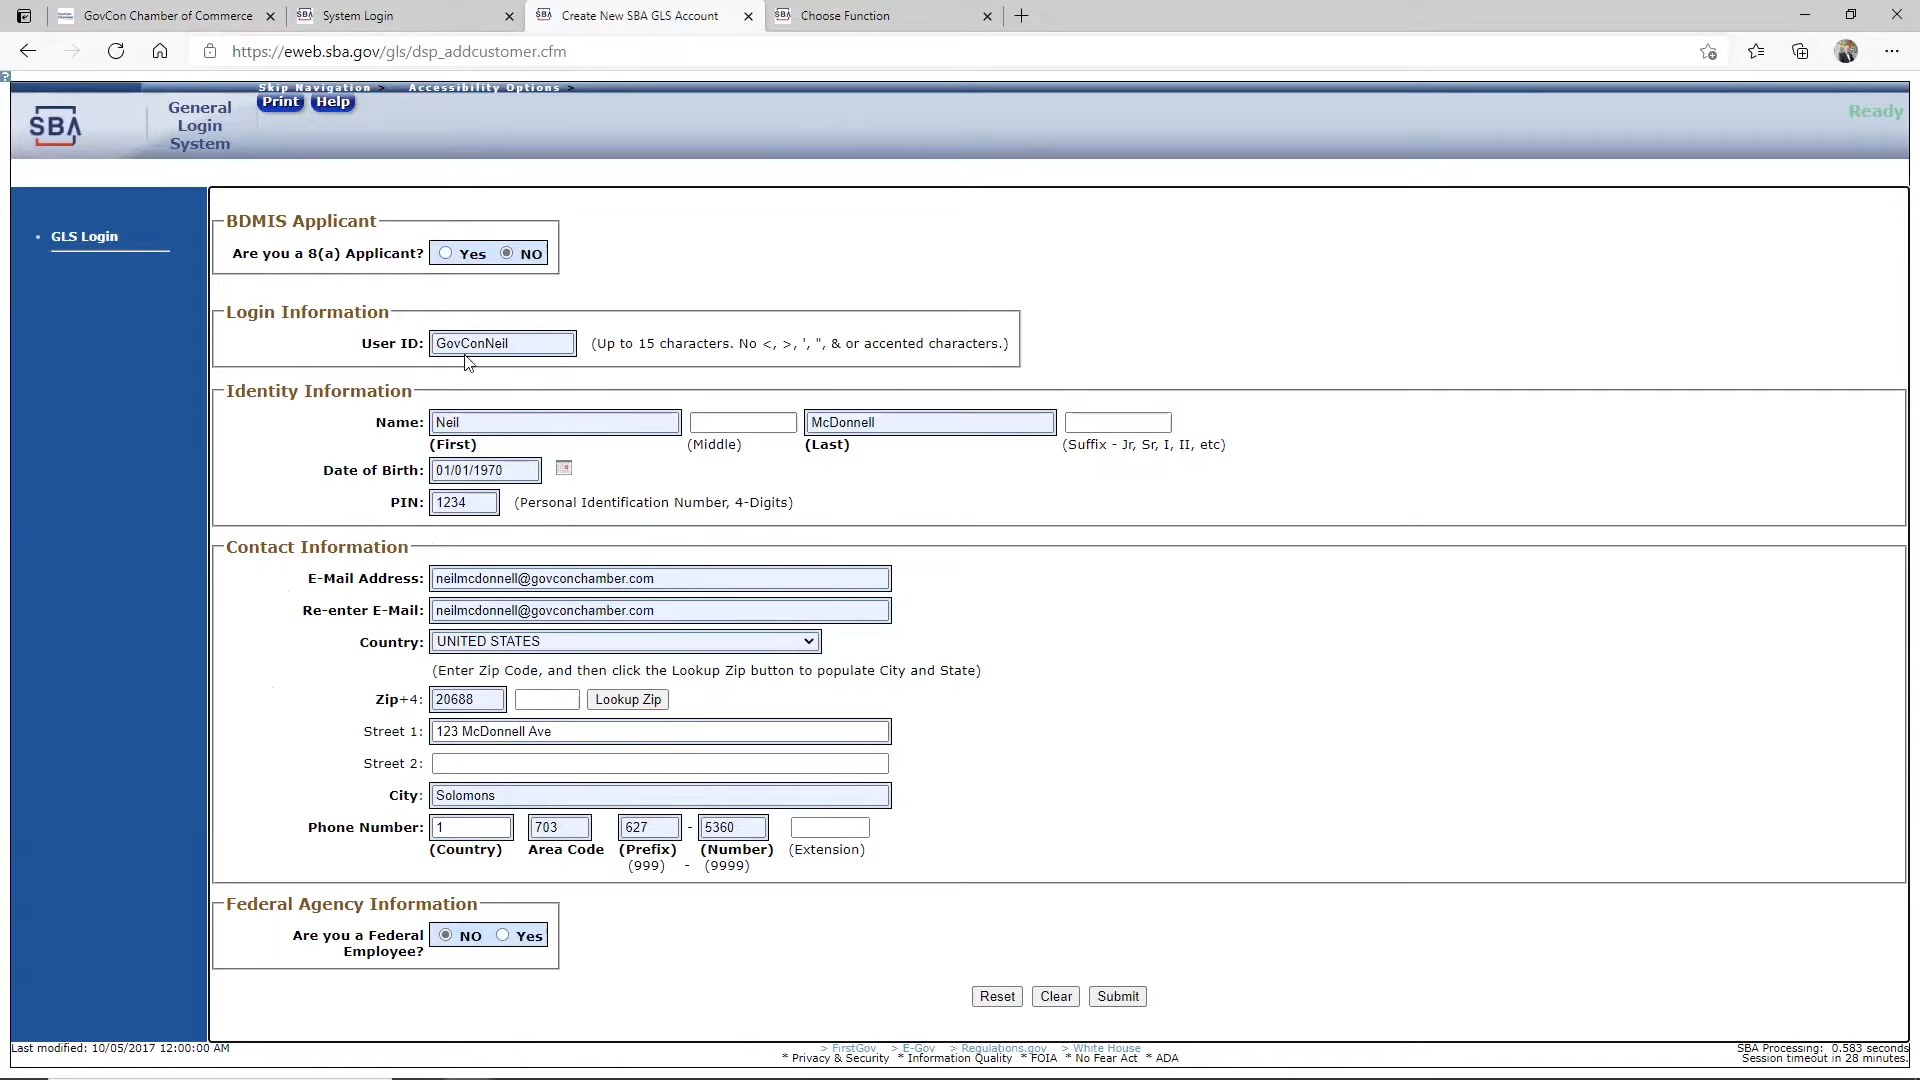 GovCon Chamber of Commerce
System Login
Create New SBA GLS Account
Choose Function
https://eweb.sba.gov/gls/dsp_addcustomer.cfm
?
Skip Navigation > Accessibility Options >
Print Help
SBA
General
Login
System
Ready
GLS Login
BDMIS Applicant
Are you a 8(a) Applicant? Yes NO
Login Information
User ID: GovConNeil (Up to 15 characters. No <, >, ', ", & or accented characters.)
Identity Information
Name: Neil McDonnell
(First) (Middle) (Last) (Suffix - Jr, Sr, I, II, etc)
Date of Birth: 01/01/1970
PIN: 1234 (Personal Identification Number, 4-Digits)
Contact Information
E-Mail Address: neilmcdonnell@govconchamber.com
Re-enter E-Mail: neilmcdonnell@govconchamber.com
Country: UNITED STATES
(Enter Zip Code, and then click the Lookup Zip button to populate City and State)
Zip+4: 20688 Lookup Zip
Street 1: 123 McDonnell Ave
Street 2:
City: Solomons
Phone Number: 1 703 627 - 5360
(Country) Area Code (Prefix) (Number) (Extension)
(999) - (9999)
Federal Agency Information
Are you a Federal NO Yes
Employee?
Reset Clear Submit
Last modified: 10/05/2017 12:00:00 AM
> FirstGov > E-Gov > Regulations.gov > White House
* Privacy & Security * Information Quality * FOIA * No Fear Act * ADA
SBA Processing: 0.583 seconds
Session timeout in 28 minutes.